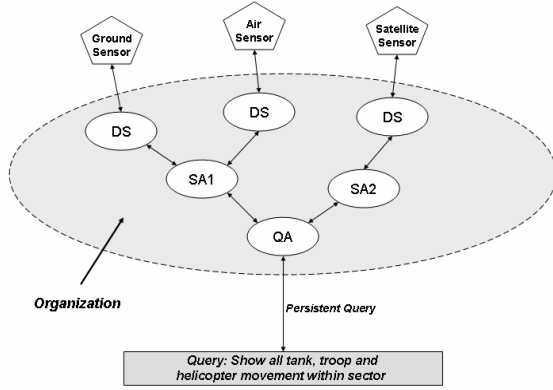 Ground
Sensor
Air
Sensor
Satellite
Sensor
DS
DS
DS
SA1
SA2
QA
Organization
Persistent Query
Query: Show all tank, troop and
helicopter movement within sector